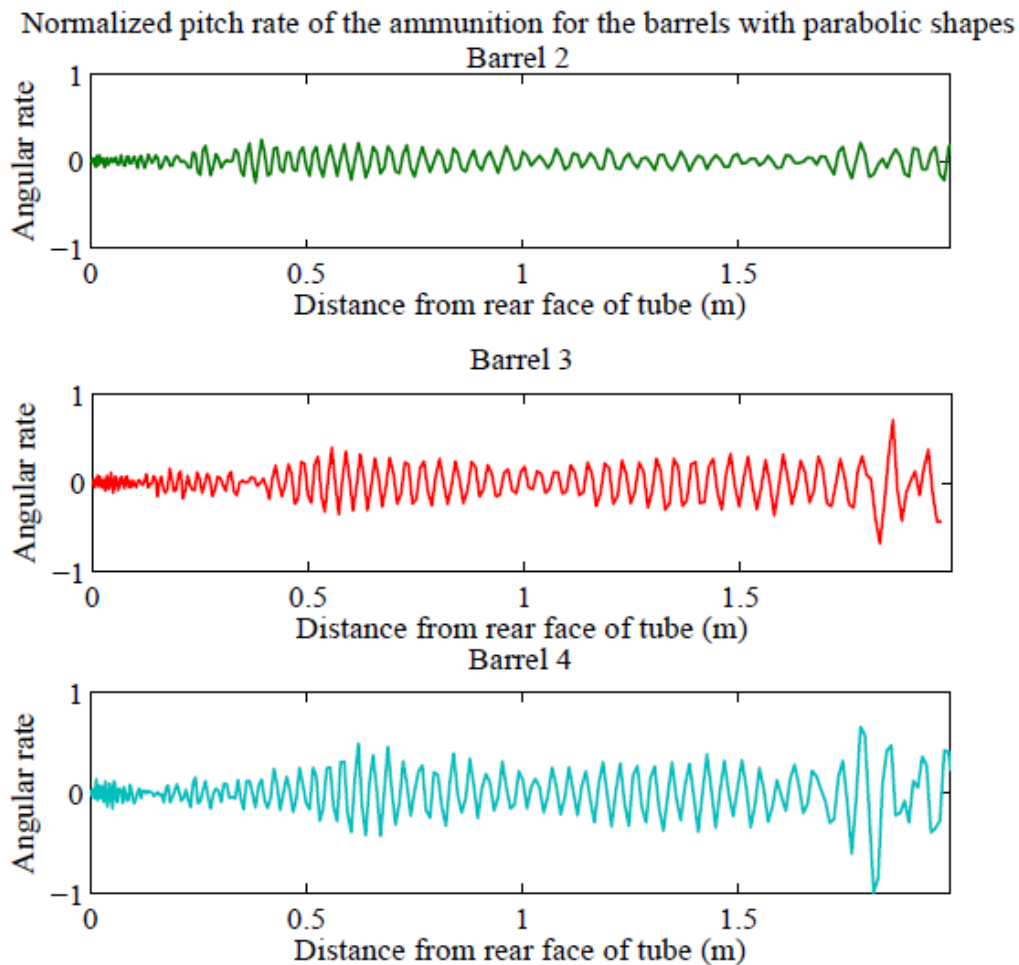 Normalized pitch rate of the ammunition for the barrels with parabolic shapes
Barrel 2
1
0
−1
Angular rate
0 0.5 1 1.5
Distance from rear face of tube (m)
Barrel 3
1
0
−1
Angular rate
0 0.5 1 1.5
Distance from rear face of tube (m)
Barrel 4
1
0
−1
Angular rate
0 0.5 1 1.5
Distance from rear face of tube (m)